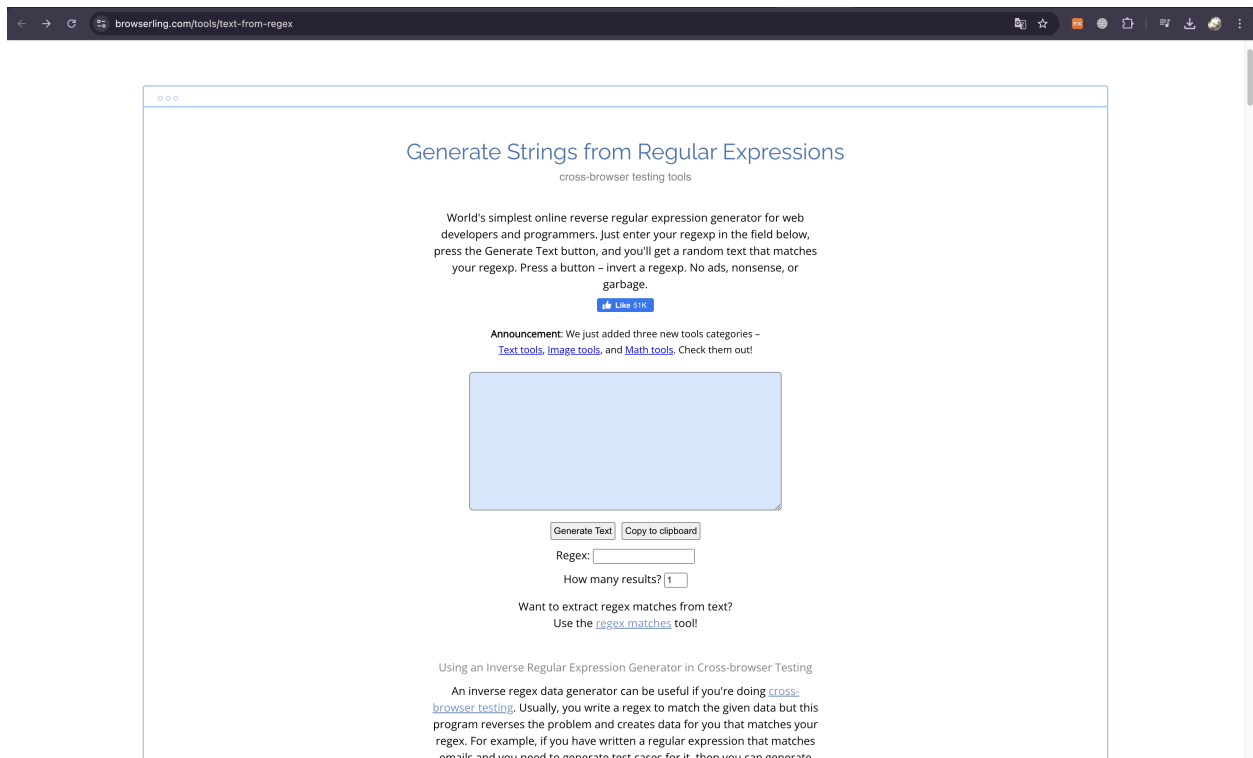 browserling.com/tools/text-from-regex
Generate Strings from Regular Expressions
cross-browser testing tools
World's simplest online reverse regular expression generator for web
developers and programmers. Just enter your regexp in the field below,
press the Generate Text button, and you'll get a random text that matches
your regexp. Press a button – invert a regexp. No ads, nonsense, or
garbage.
Like 51K
Announcement: We just added three new tools categories –
Text tools, Image tools, and Math tools. Check them out!
Generate Text Copy to clipboard
Regex:
How many results? 1
Want to extract regex matches from text?
Use the regex matches tool!
Using an Inverse Regular Expression Generator in Cross-browser Testing
An inverse regex data generator can be useful if you're doing cross-
browser testing. Usually, you write a regex to match the given data but this
program reverses the problem and creates data for you that matches your
regex. For example, if you have written a regular expression that matches
emails and you need to generate test cases for it, then you can generate